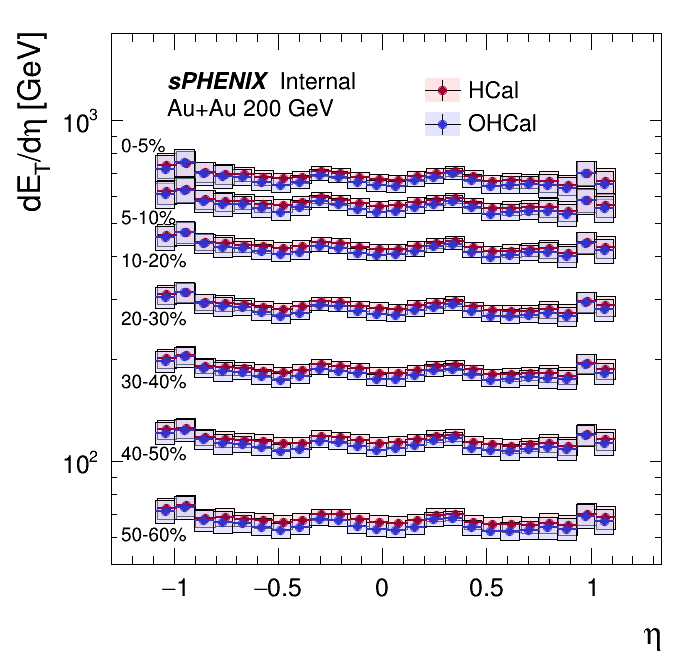 dE_T/dη [GeV]
10^3
10^2
sPHENIX Internal
Au+Au 200 GeV
HCal
OHCal
0-5%
5-10%
10-20%
20-30%
30-40%
40-50%
50-60%
−1 −0.5 0 0.5 1
η